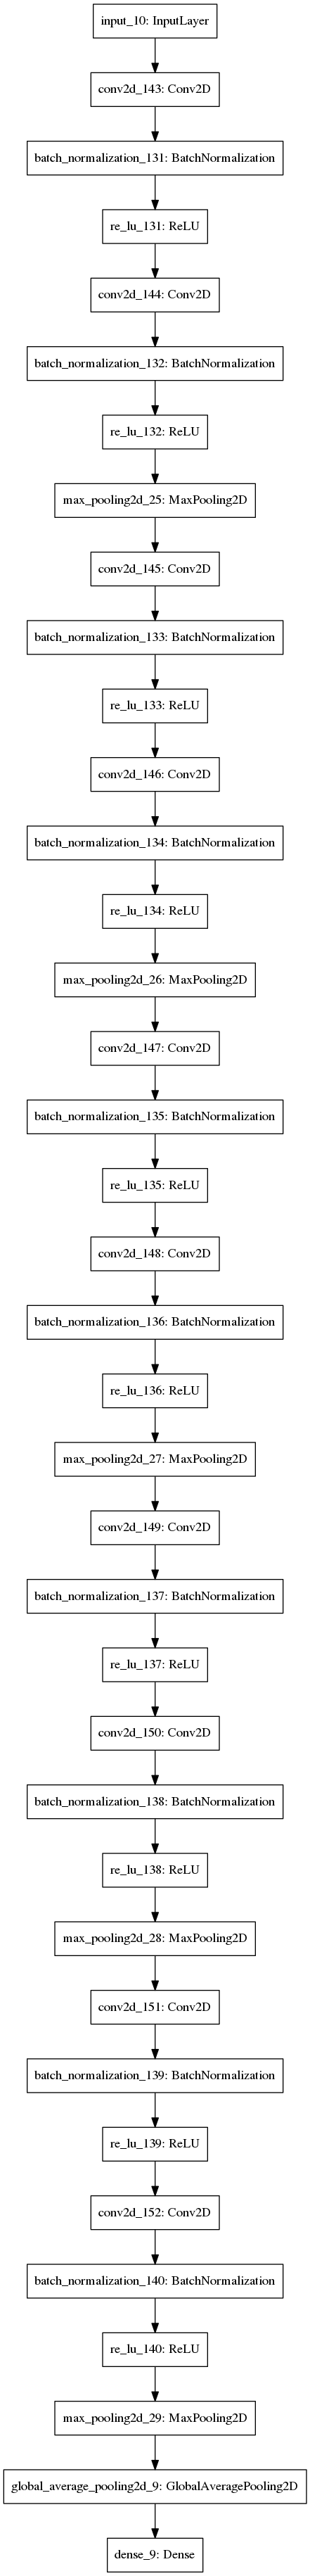 input_10: InputLayer
conv2d_143: Conv2D
batch_normalization_131: BatchNormalization
re_lu_131: ReLU
conv2d_144: Conv2D
batch_normalization_132: BatchNormalization
re_lu_132: ReLU
max_pooling2d_25: MaxPooling2D
conv2d_145: Conv2D
batch_normalization_133: BatchNormalization
re_lu_133: ReLU
conv2d_146: Conv2D
batch_normalization_134: BatchNormalization
re_lu_134: ReLU
max_pooling2d_26: MaxPooling2D
conv2d_147: Conv2D
batch_normalization_135: BatchNormalization
re_lu_135: ReLU
conv2d_148: Conv2D
batch_normalization_136: BatchNormalization
re_lu_136: ReLU
max_pooling2d_27: MaxPooling2D
conv2d_149: Conv2D
batch_normalization_137: BatchNormalization
re_lu_137: ReLU
conv2d_150: Conv2D
batch_normalization_138: BatchNormalization
re_lu_138: ReLU
max_pooling2d_28: MaxPooling2D
conv2d_151: Conv2D
batch_normalization_139: BatchNormalization
re_lu_139: ReLU
conv2d_152: Conv2D
batch_normalization_140: BatchNormalization
re_lu_140: ReLU
max_pooling2d_29: MaxPooling2D
global_average_pooling2d_9: GlobalAveragePooling2D
dense_9: Dense